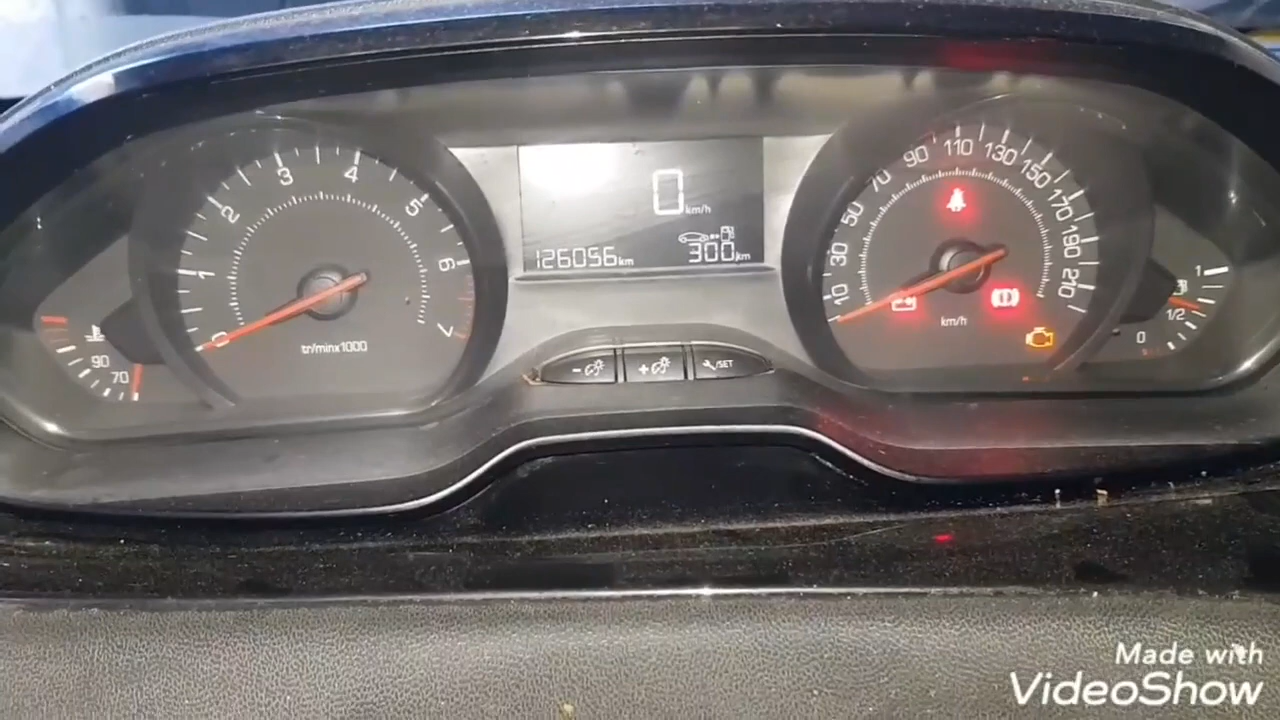 0 1 2 3 4 5 6 7
tr/minx1000
90
70
0 km/h
126056 km
300 km
- + /SET
10 30 50 70 90 110 130 150 170 190 210
km/h
1
1/2
0
Made with
VideoShow